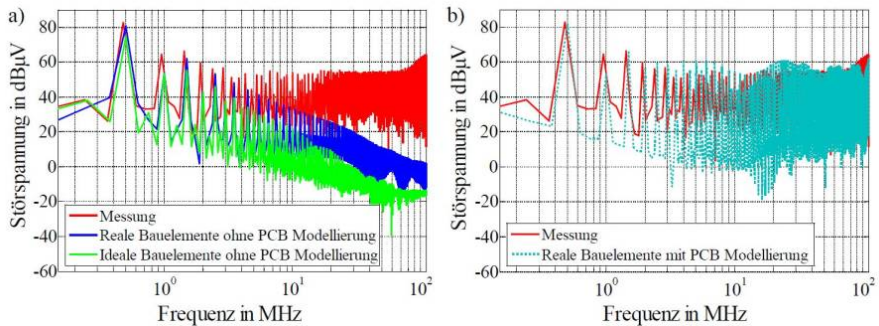 a)
Störspannung in dBµV
80
60
40
20
0
-20
-40
-60
Messung
Reale Bauelemente ohne PCB Modellierung
Ideale Bauelemente ohne PCB Modellierung
10⁰ 10¹ 10²
Frequenz in MHz
b)
Störspannung in dBµV
80
60
40
20
0
-20
-40
-60
Messung
Reale Bauelemente mit PCB Modellierung
10⁰ 10¹ 10²
Frequenz in MHz